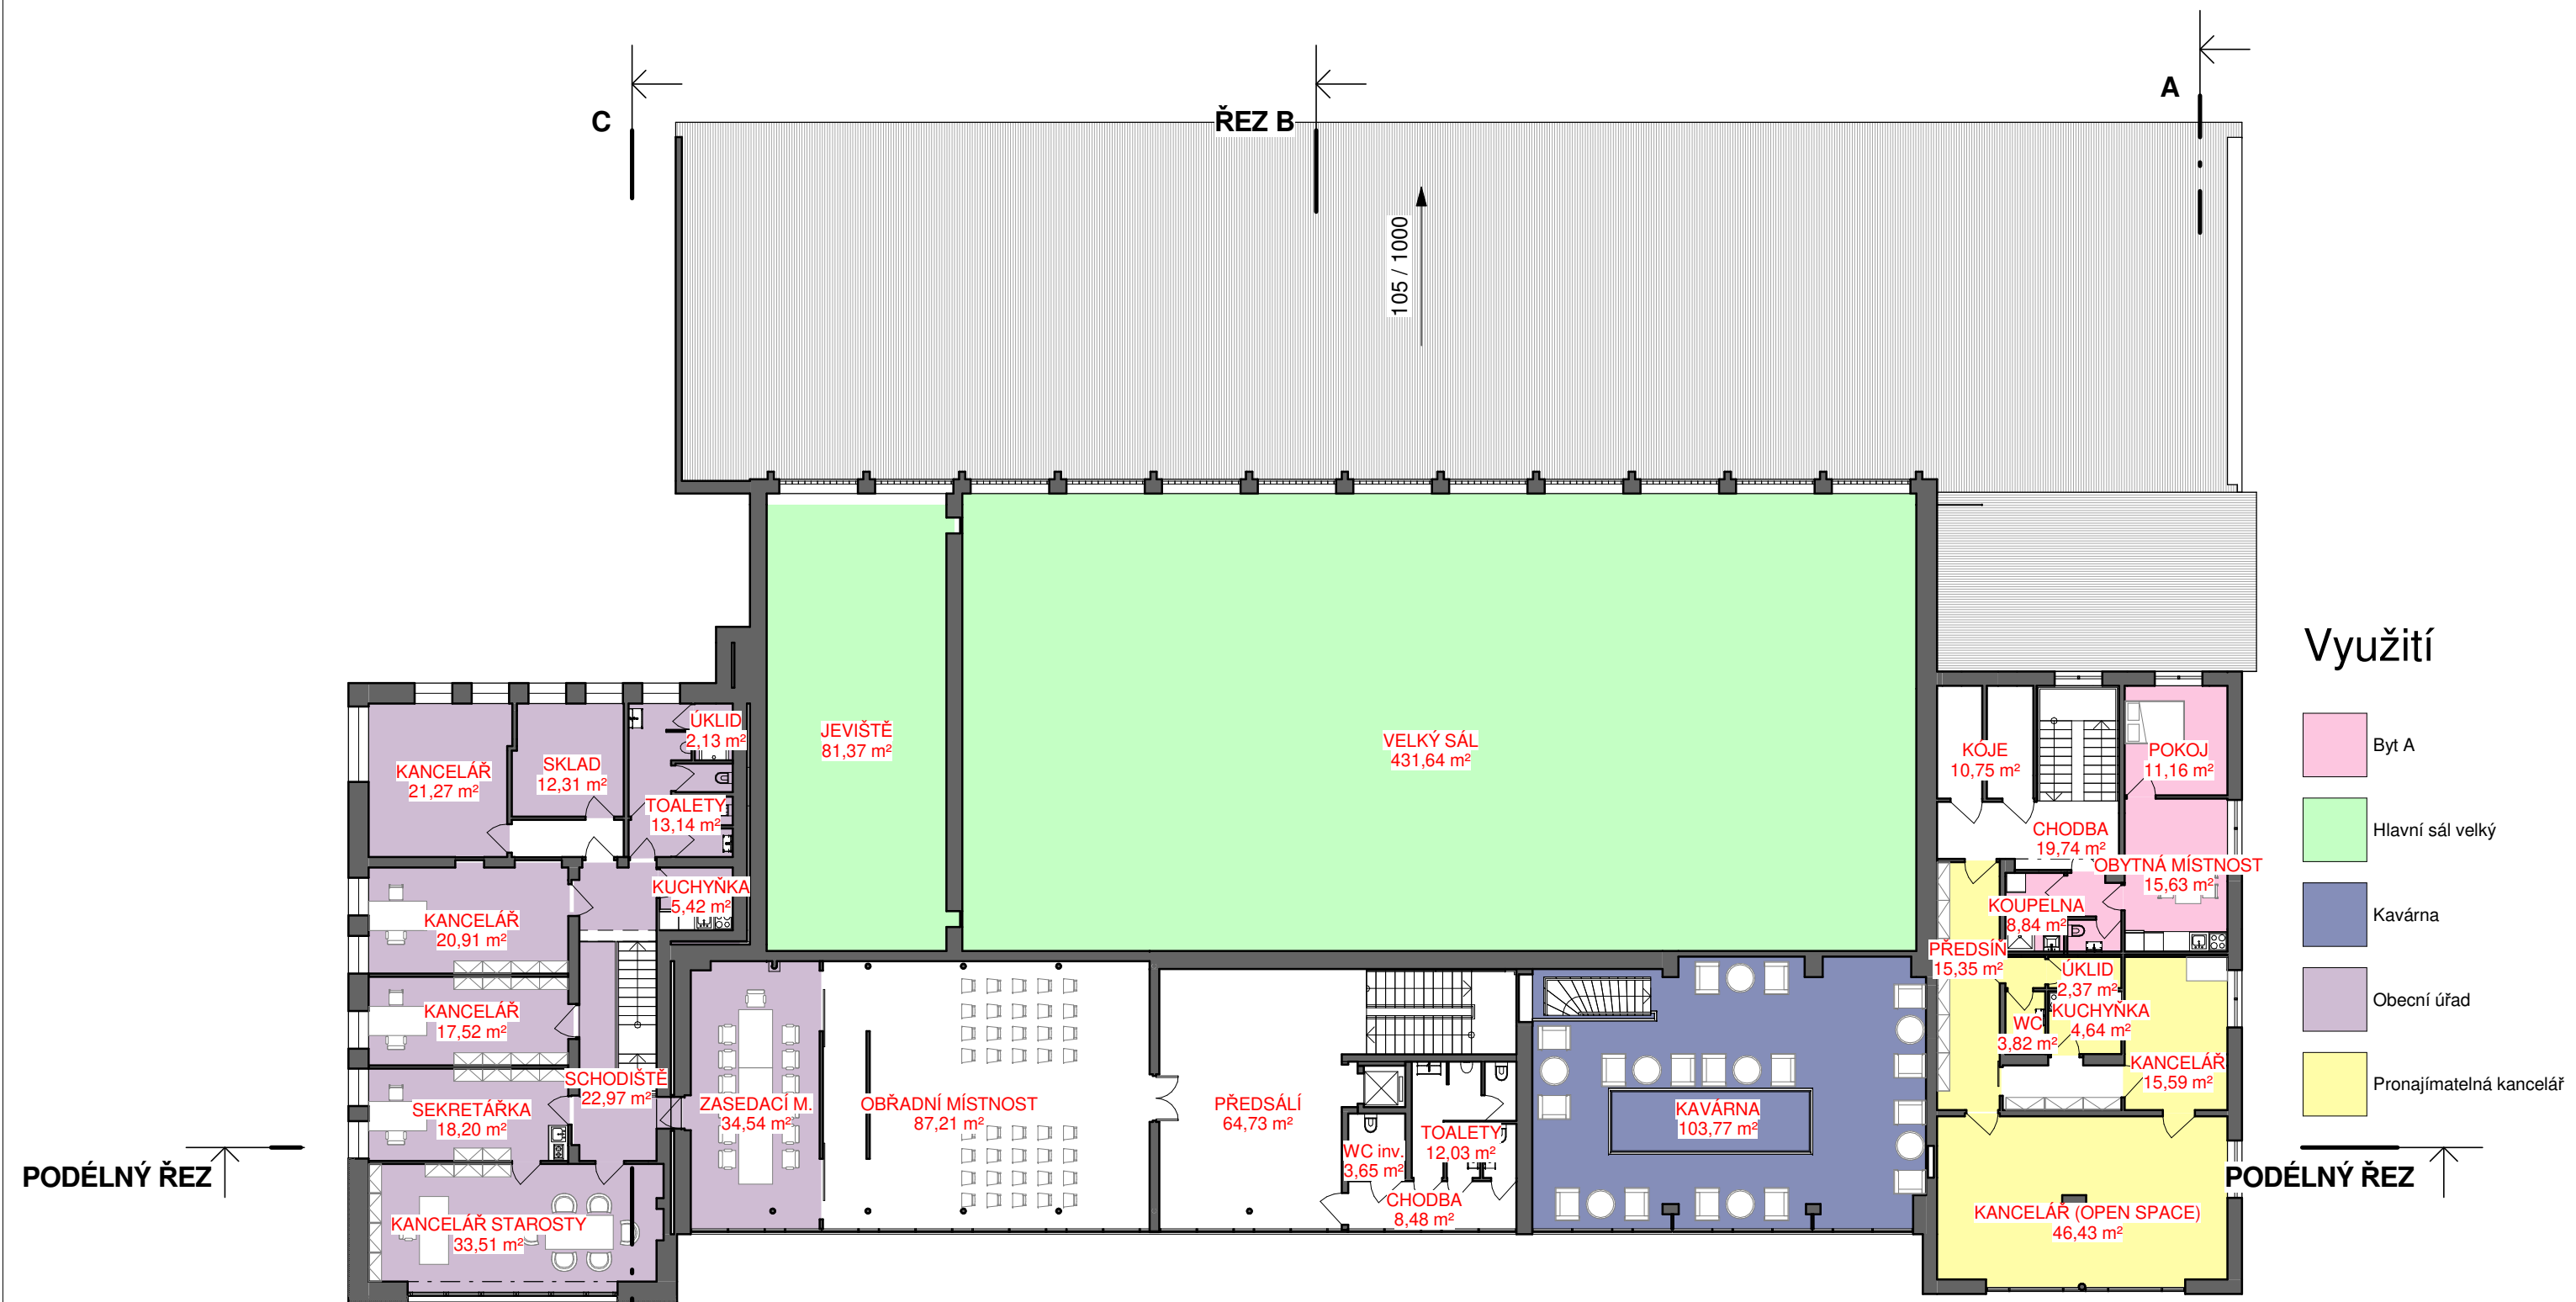 C
ŘEZ B
A
105 / 1000
Využití
Byt A
Hlavní sál velký
Kavárna
Obecní úřad
Pronajímatelná kancelář
KANCELÁŘ
21,27 m²
SKLAD
12,31 m²
ÚKLID
2,13 m²
TOALETY
13,14 m²
KUCHYŇKA
5,42 m²
KANCELÁŘ
20,91 m²
KANCELÁŘ
17,52 m²
SCHODIŠTĚ
22,97 m²
SEKRETÁŘKA
18,20 m²
KANCELÁŘ STAROSTY
33,51 m²
JEVIŠTĚ
81,37 m²
VELKÝ SÁL
431,64 m²
ZASEDACÍ M.
34,54 m²
OBŘADNÍ MÍSTNOST
87,21 m²
PŘEDSÁLÍ
64,73 m²
WC inv.
3,65 m²
TOALETY
12,03 m²
CHODBA
8,48 m²
KAVÁRNA
103,77 m²
KOJE
10,75 m²
POKOJ
11,16 m²
CHODBA
19,74 m²
OBYTNÁ MÍSTNOST
15,63 m²
KOUPELNA
8,84 m²
PŘEDSÍN
15,35 m²
ÚKLID
2,37 m²
KUCHYŇKA
4,64 m²
WC
3,82 m²
KANCELÁŘ
15,59 m²
KANCELÁŘ (OPEN SPACE)
46,43 m²
PODÉLNÝ ŘEZ
PODÉLNÝ ŘEZ